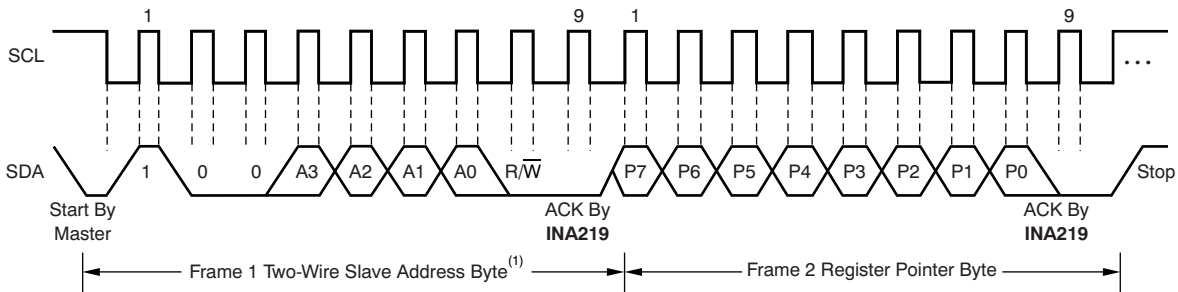 1 9 1 9
SCL
...
SDA 1 0 0 A3 A2 A1 A0 R/W̅ P7 P6 P5 P4 P3 P2 P1 P0 Stop
Start By
Master
ACK By
INA219
ACK By
INA219
Frame 1 Two-Wire Slave Address Byte(1)
Frame 2 Register Pointer Byte